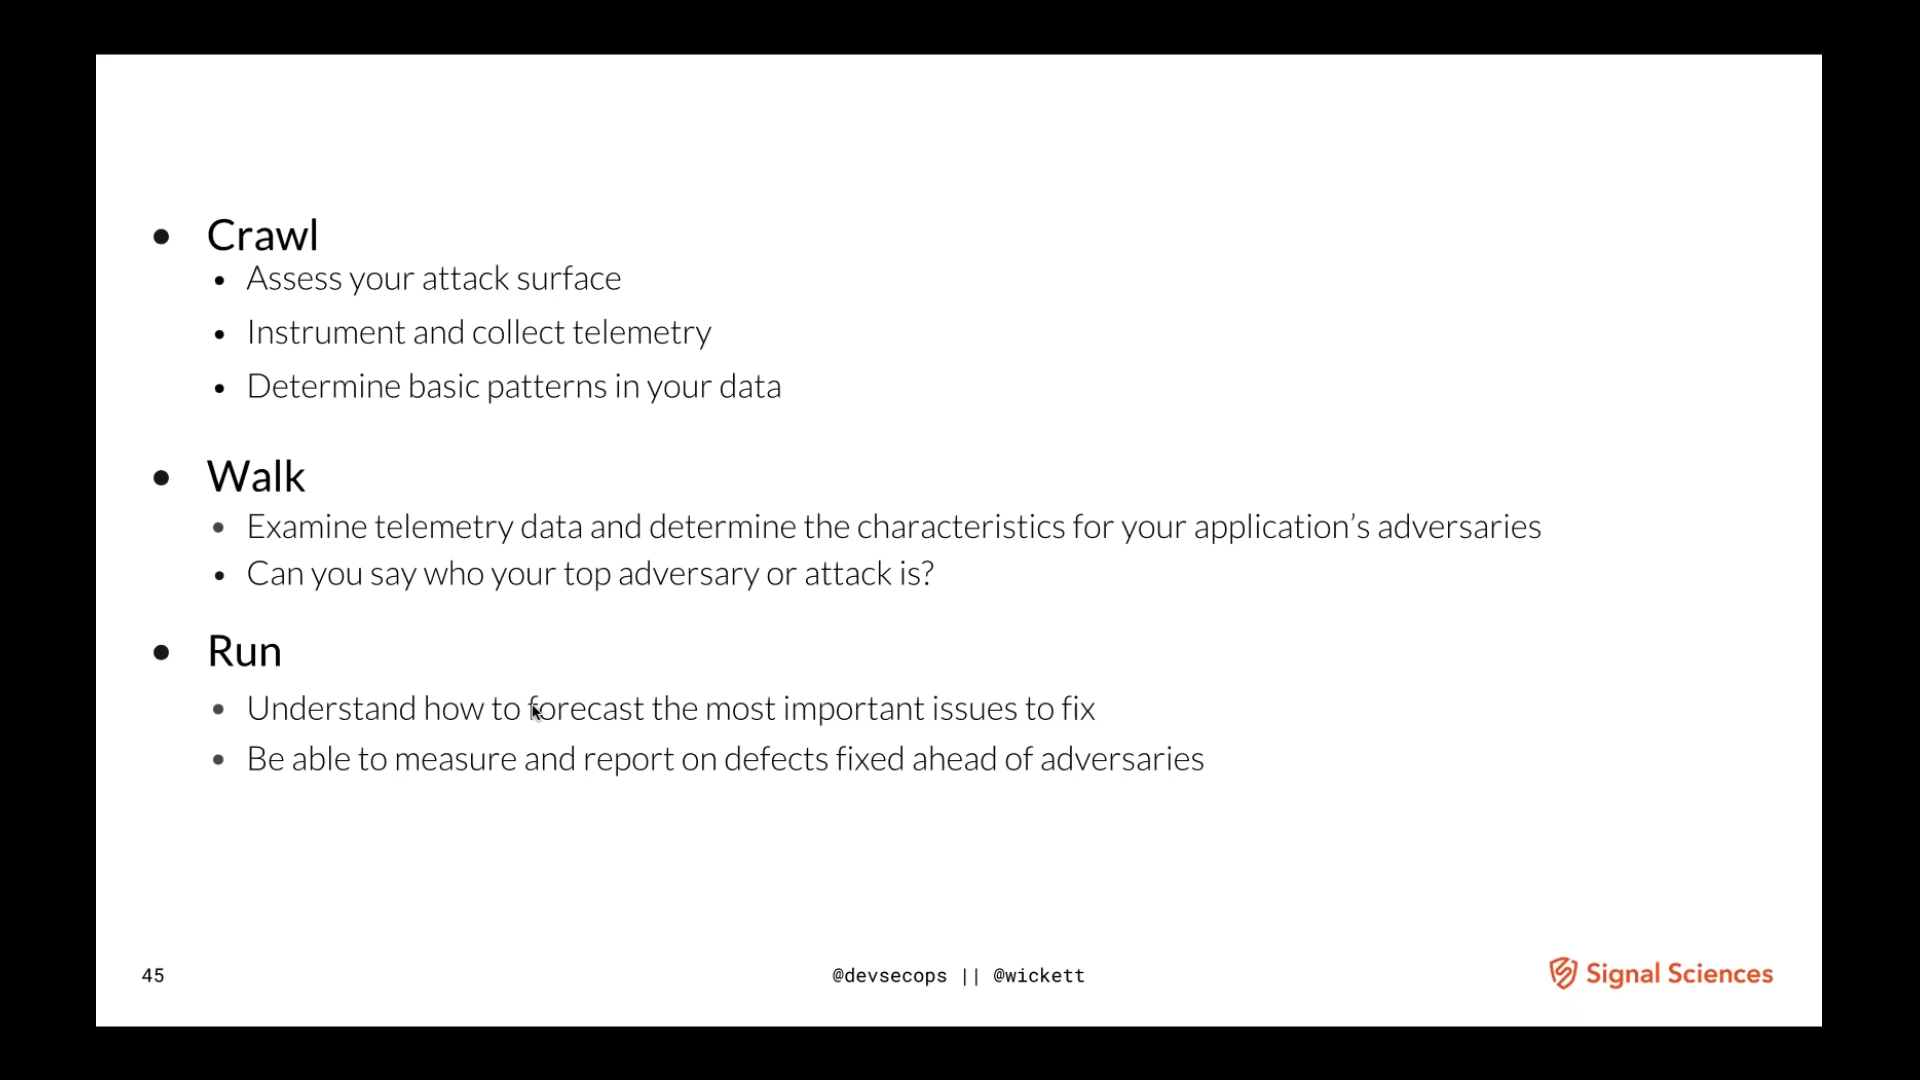 • Crawl
• Assess your attack surface
• Instrument and collect telemetry
• Determine basic patterns in your data
• Walk
• Examine telemetry data and determine the characteristics for your application’s adversaries
• Can you say who your top adversary or attack is?
• Run
• Understand how to forecast the most important issues to fix
• Be able to measure and report on defects fixed ahead of adversaries
45
@devsecops || @wickett
Signal Sciences